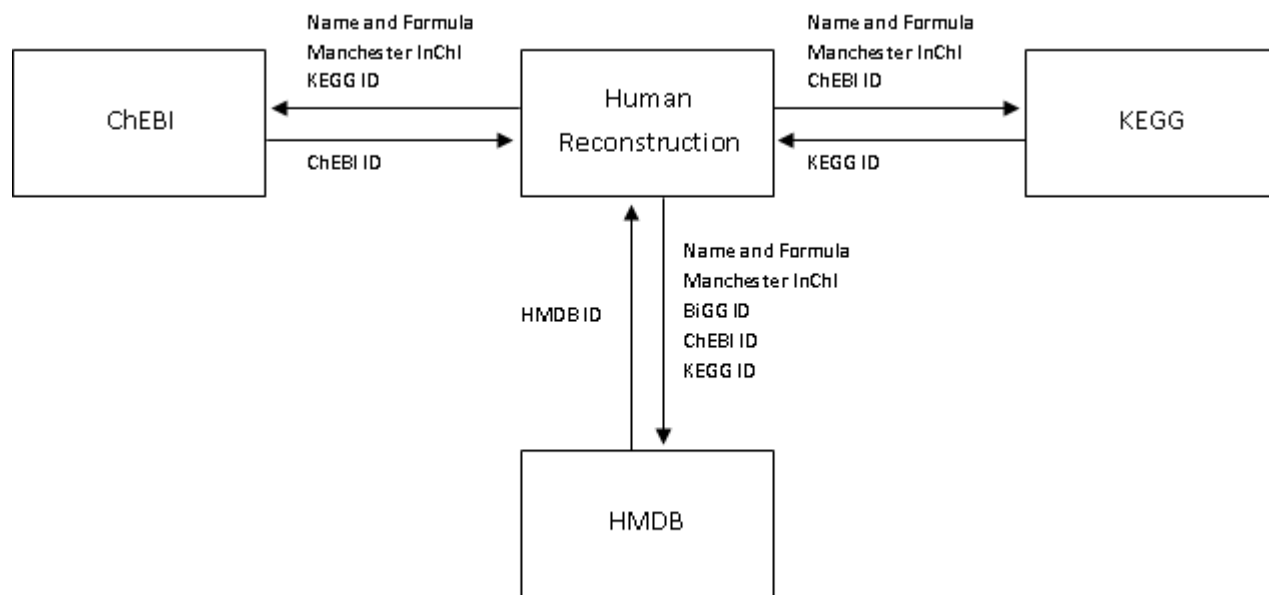 Name and Formula
Manchester InChI
KEGG ID
Name and Formula
Manchester InChI
ChEBI ID
ChEBI
Human
Reconstruction
KEGG
ChEBI ID
KEGG ID
HMDB ID
Name and Formula
Manchester InChI
BiGG ID
ChEBI ID
KEGG ID
HMDB